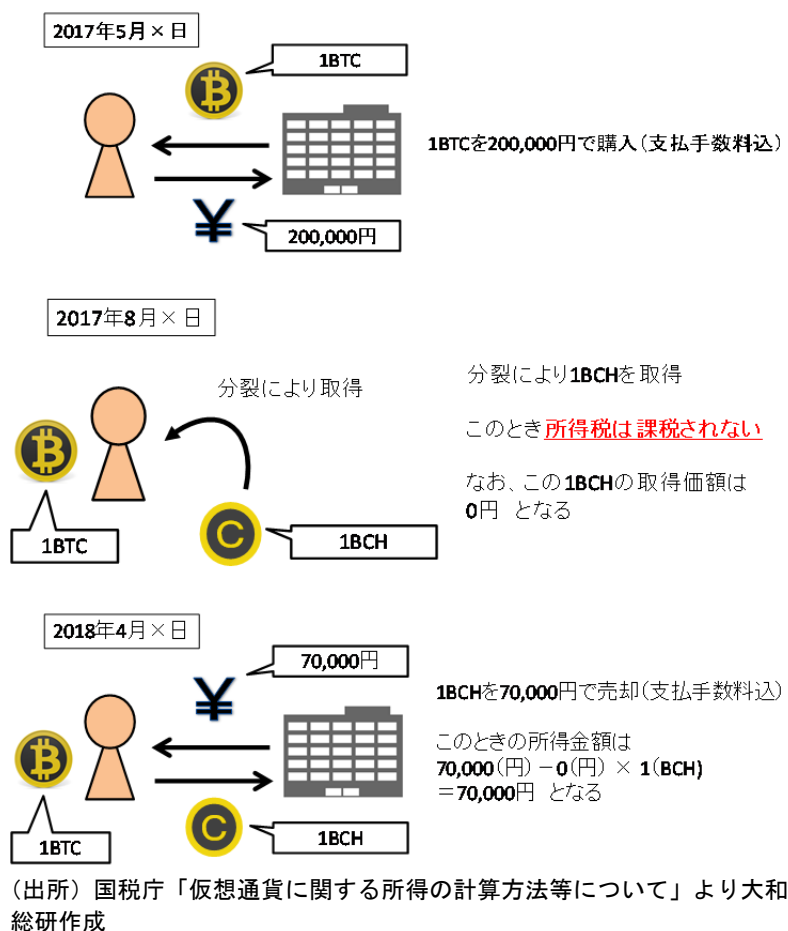 2017年5月×日
1BTC
1BTCを200,000円で購入(支払手数料込)
200,000円
2017年8月×日
分裂により取得
分裂により1BCHを取得
このとき所得税は課税されない
なお、この1BCHの取得価額は
0円 となる
1BTC
1BCH
2018年4月×日
70,000円
1BCHを70,000円で売却(支払手数料込)
このときの所得金額は
70,000(円)-0(円) × 1(BCH)
=70,000円 となる
1BTC
1BCH
(出所)国税庁「仮想通貨に関する所得の計算方法等について」より大和
総研作成